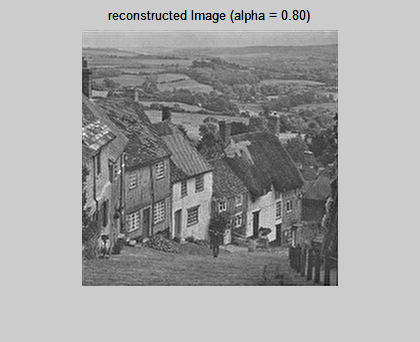 reconstructed Image (alpha = 0.80)